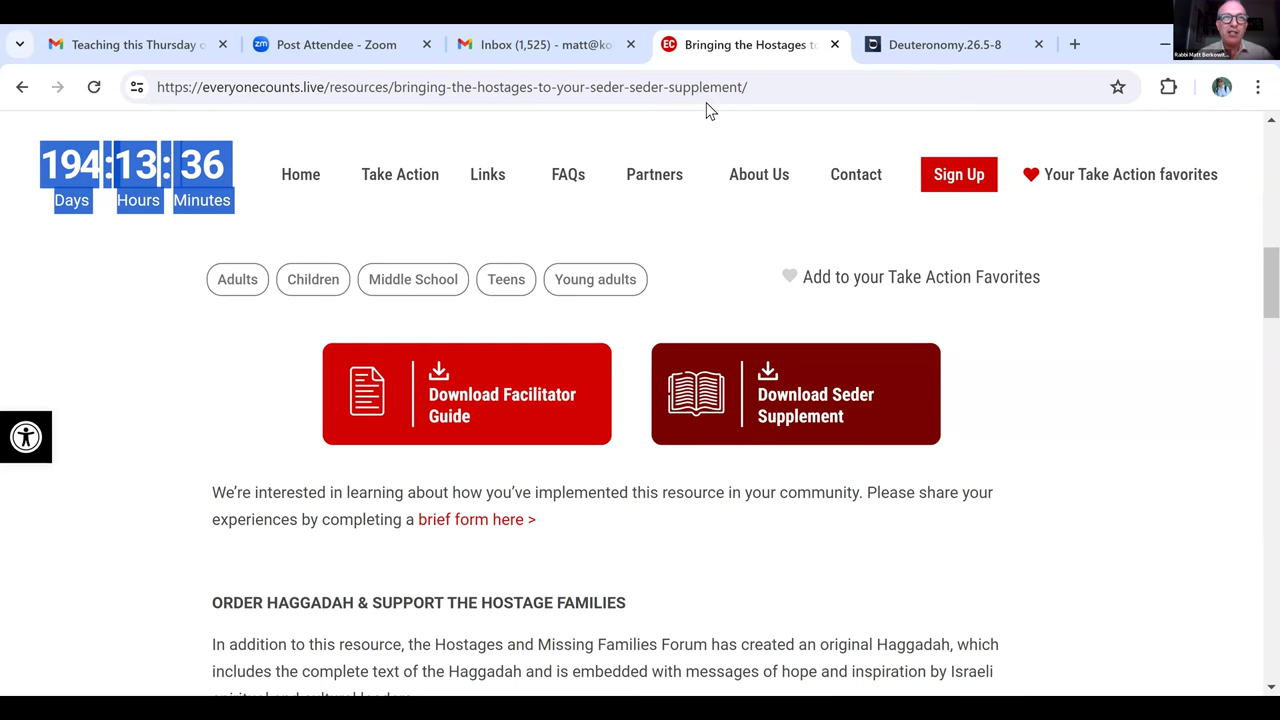 Teaching this Thursday
Post Attendee - Zoom
Inbox (1,525) - matt@ko
Bringing the Hostages to
Deuteronomy.26.5-8
https://everyonecounts.live/resources/bringing-the-hostages-to-your-seder-seder-supplement/
Rabbi Matt Berkowit...
194:13:36
Days Hours Minutes
Home Take Action Links FAQs Partners About Us Contact Sign Up Your Take Action favorites
Adults Children Middle School Teens Young adults
Add to your Take Action Favorites
Download Facilitator
Guide
Download Seder
Supplement
We’re interested in learning about how you’ve implemented this resource in your community. Please share your
experiences by completing a brief form here >
ORDER HAGGADAH & SUPPORT THE HOSTAGE FAMILIES
In addition to this resource, the Hostages and Missing Families Forum has created an original Haggadah, which
includes the complete text of the Haggadah and is embedded with messages of hope and inspiration by Israeli